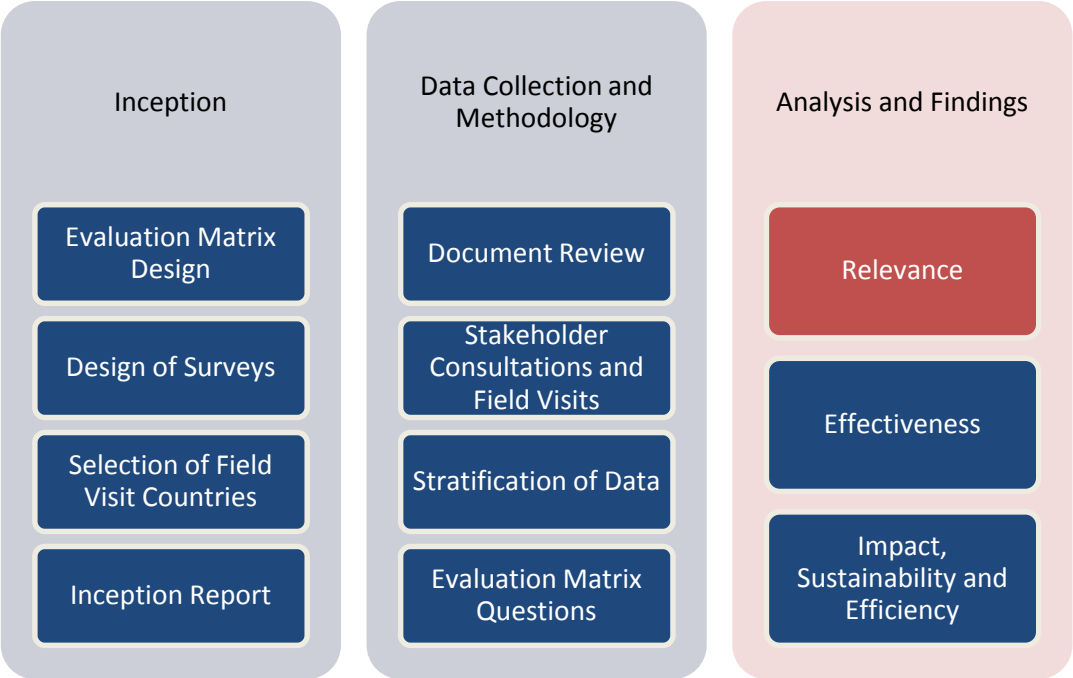 Inception
Evaluation Matrix
Design
Design of Surveys
Selection of Field
Visit Countries
Inception Report
Data Collection and
Methodology
Document Review
Stakeholder
Consultations and
Field Visits
Stratification of Data
Evaluation Matrix
Questions
Analysis and Findings
Relevance
Effectiveness
Impact,
Sustainability and
Efficiency